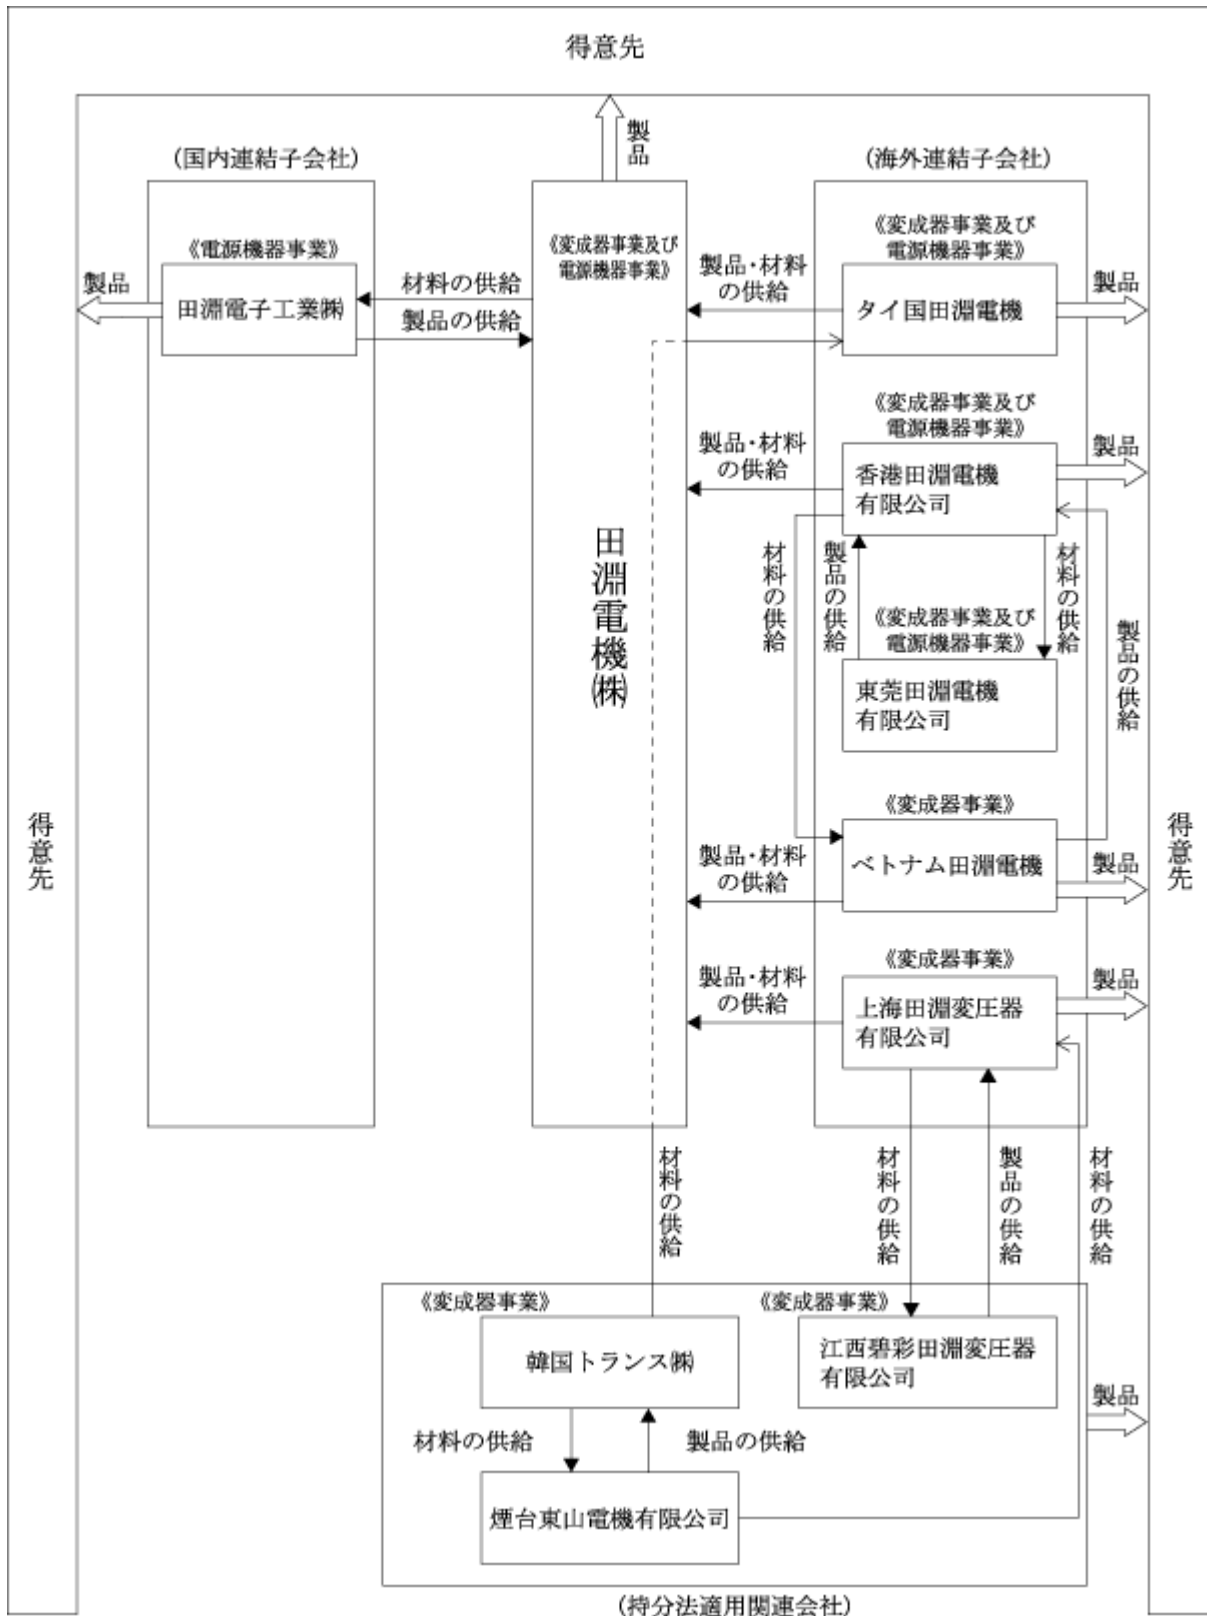 得意先
製品
(国内連結子会社)
(海外連結子会社)
《電源機器事業》
製品
田淵電子工業㈱
材料の供給
製品の供給
《変成器事業及び
電源機器事業》
田淵電機㈱
製品・材料
の供給
《変成器事業及び
電源機器事業》
タイ国田淵電機
製品
製品・材料
の供給
《変成器事業及び
電源機器事業》
香港田淵電機
有限公司
製品
材料の供給
製品の供給
材料の供給
製品の供給
《変成器事業及び
電源機器事業》
東莞田淵電機
有限公司
得意先
得意先
製品・材料
の供給
《変成器事業》
ベトナム田淵電機
製品
製品・材料
の供給
《変成器事業》
上海田淵変圧器
有限公司
製品
材料の供給
材料の供給
製品の供給
材料の供給
《変成器事業》
韓国トランス㈱
《変成器事業》
江西碧彩田淵変圧器
有限公司
製品
材料の供給
製品の供給
煙台東山電機有限公司
(持分法適用関連会社)